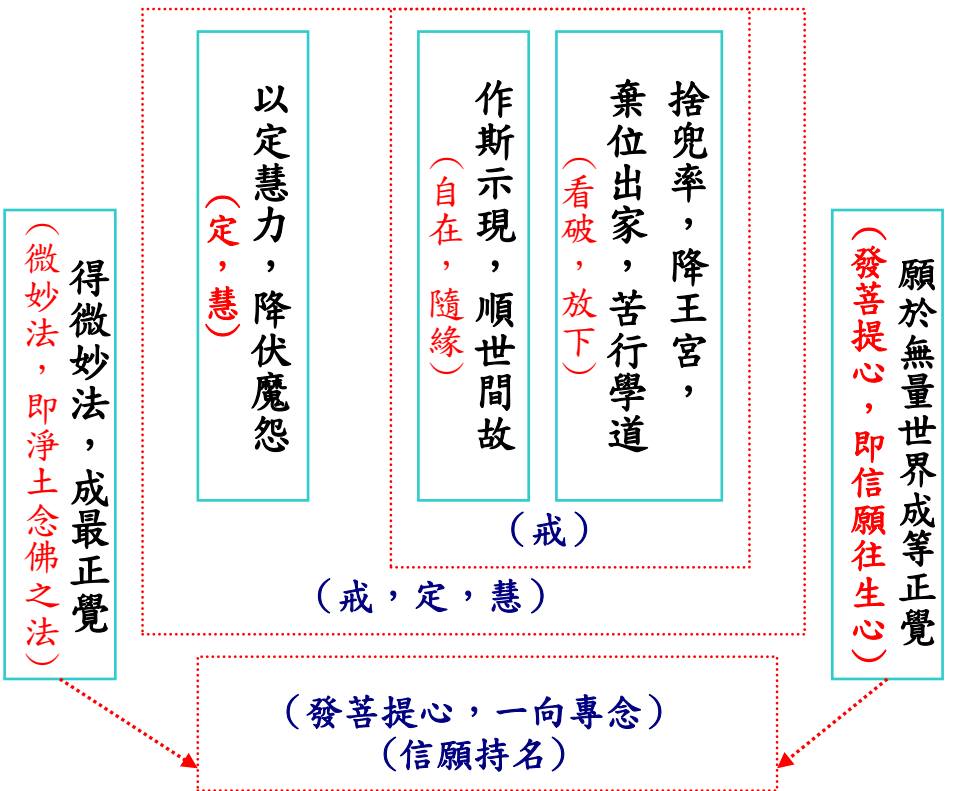 願於無量世界成等正覺
（發菩提心，即信願往生心）
捨兜率，降王宮，
棄位出家，苦行學道
（看破，放下）
作斯示現，順世間故
（自在，隨緣）
（戒）
以定慧力，降伏魔怨
（定，慧）
（戒，定，慧）
得微妙法，成最正覺
（微妙法，即淨土念佛之法）
（發菩提心，一向專念）
（信願持名）